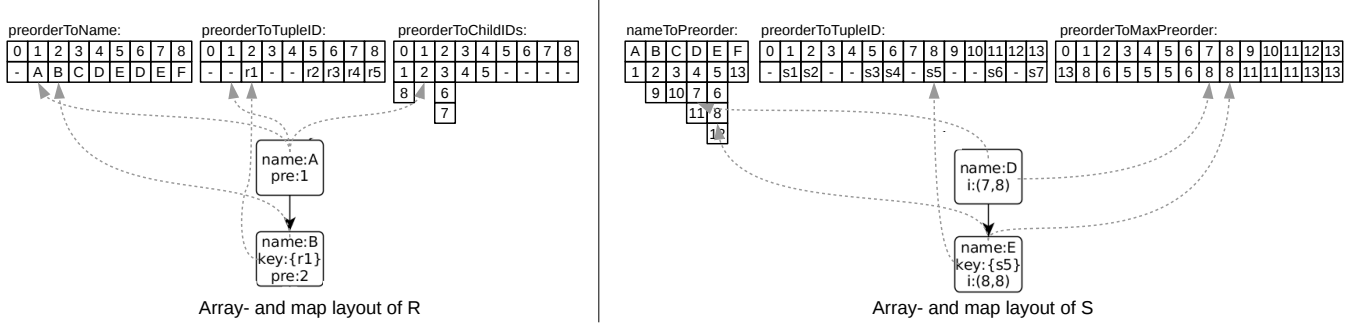 preorderToName: preorderToTupleID: preorderToChildIDs:
0 1 2 3 4 5 6 7 8 0 1 2 3 4 5 6 7 8 0 1 2 3 4 5 6 7 8
- A B C D E D E F - - r1 - - r2 r3 r4 r5 1 2 3 4 5 - - - -
8 6
7
name:A
pre:1
name:B
key:{r1}
pre:2
Array- and map layout of R
nameToPreorder: preorderToTupleID: preorderToMaxPreorder:
A B C D E F 0 1 2 3 4 5 6 7 8 9 10 11 12 13 0 1 2 3 4 5 6 7 8 9 10 11 12 13
1 2 3 4 5 13 - s1 s2 - - s3 s4 - s5 - - s6 - s7 13 8 6 5 5 5 6 8 8 11 11 11 13 13
9 10 7 6
11 8
12
name:D
i:(7,8)
name:E
key:{s5}
i:(8,8)
Array- and map layout of S